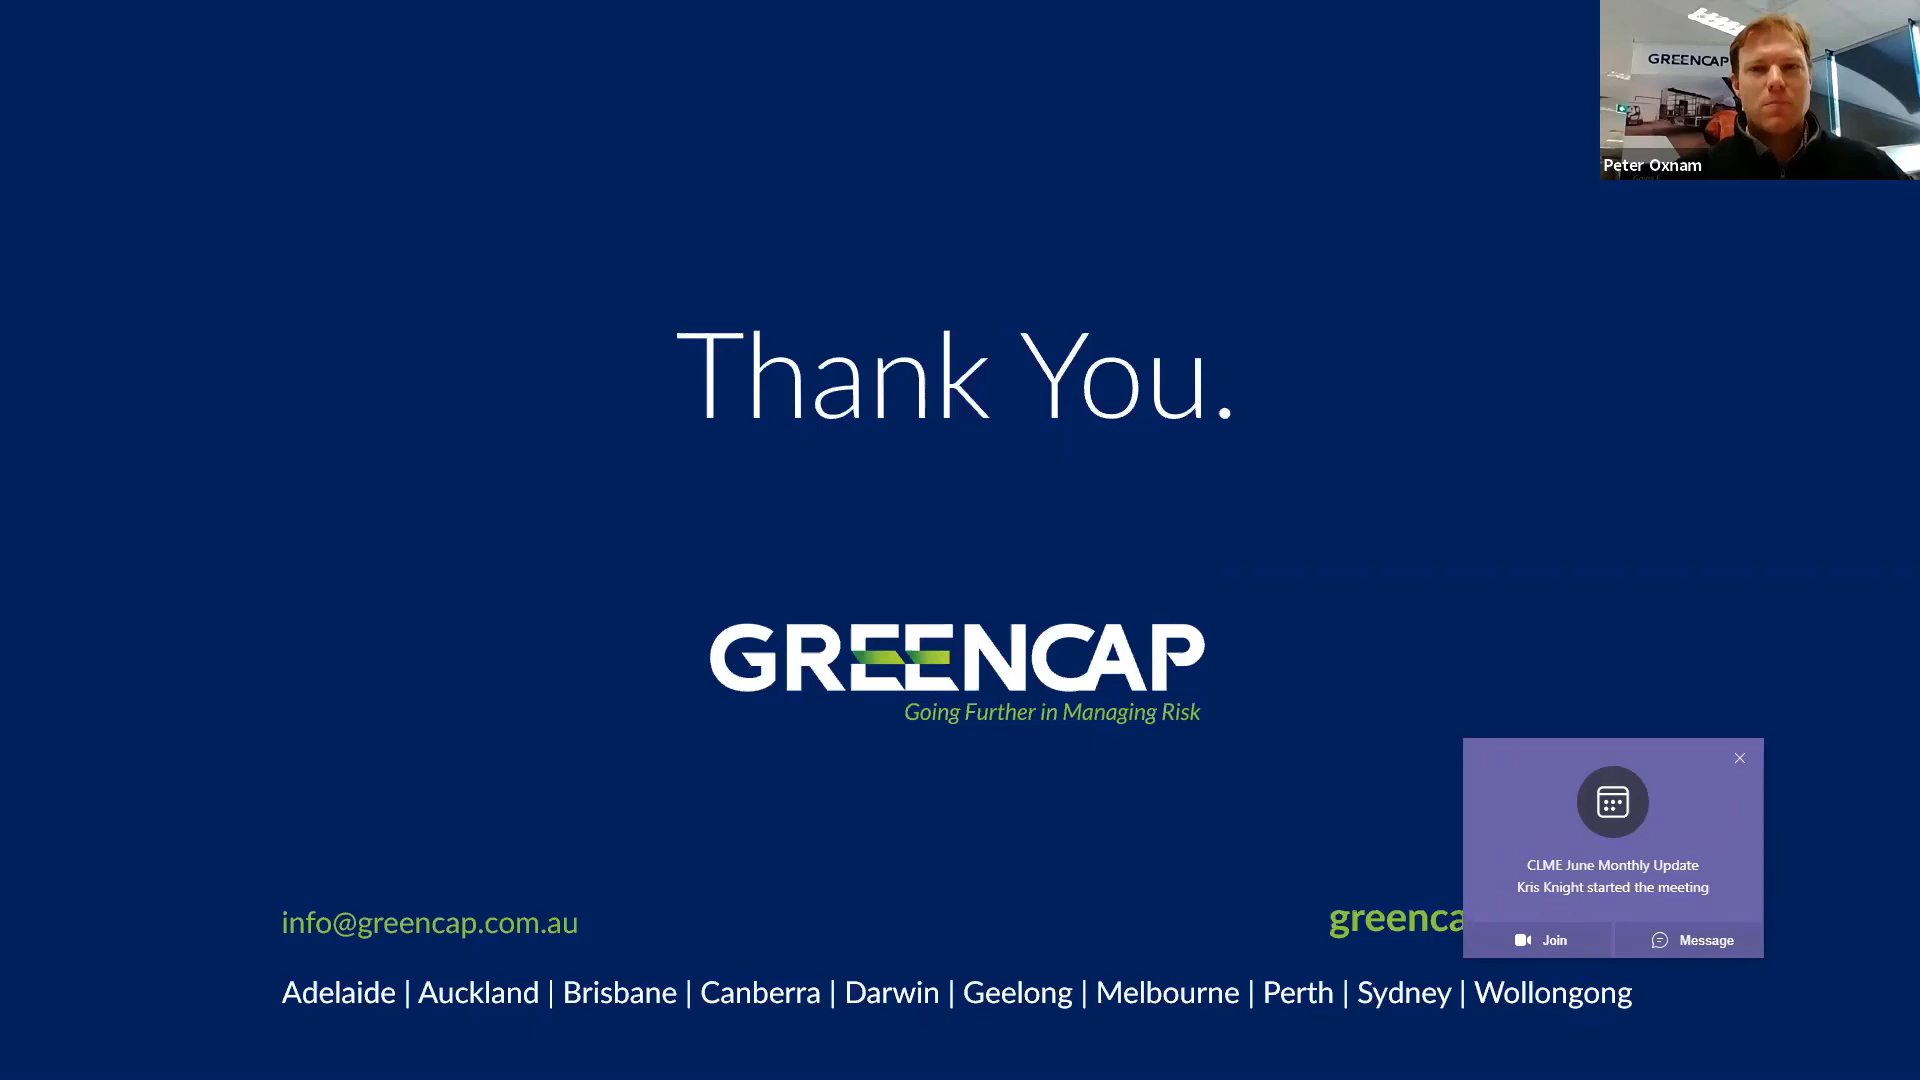 GREENCAP
Peter Oxnam
Thank You.
GREENCAP
Going Further in Managing Risk
CLME June Monthly Update
Kris Knight started the meeting
Join
Message
info@greencap.com.au
greenca
Adelaide | Auckland | Brisbane | Canberra | Darwin | Geelong | Melbourne | Perth | Sydney | Wollongong